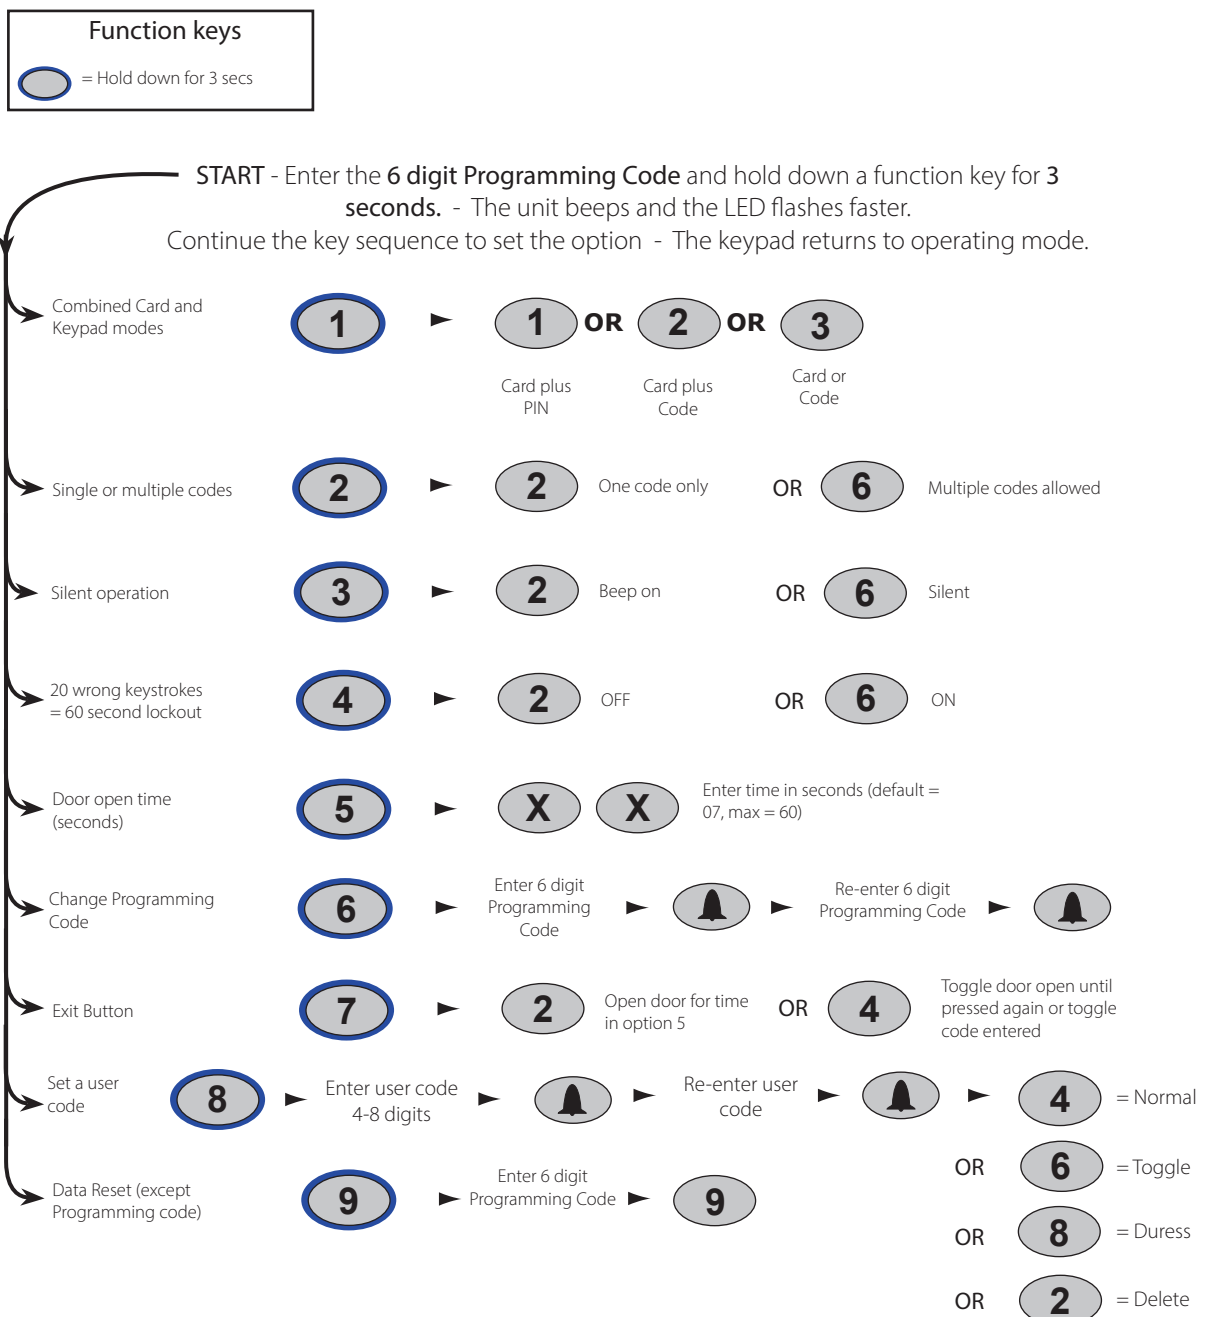 Function keys
= Hold down for 3 secs
START - Enter the 6 digit Programming Code and hold down a function key for 3
seconds. - The unit beeps and the LED flashes faster.
Continue the key sequence to set the option - The keypad returns to operating mode.
Combined Card and
Keypad modes
1 1 OR 2 OR 3
Card plus
PIN
Card plus
Code
Card or
Code
Single or multiple codes 2 2 One code only OR 6 Multiple codes allowed
Silent operation 3 2 Beep on OR 6 Silent
20 wrong keystrokes
= 60 second lockout
4 2 OFF OR 6 ON
Door open time
(seconds)
5 X X
Enter time in seconds (default =
07, max = 60)
Change Programming
Code
6
Enter 6 digit
Programming
Code
Re-enter 6 digit
Programming Code
Exit Button 7 2
Open door for time
in option 5
OR 4
Toggle door open until
pressed again or toggle
code entered
Set a user
code
8
Enter user code
4-8 digits
Re-enter user
code
4 = Normal
OR 6 = Toggle
OR 8 = Duress
OR 2 = Delete
Data Reset (except
Programming code)
9
Enter 6 digit
Programming Code
9